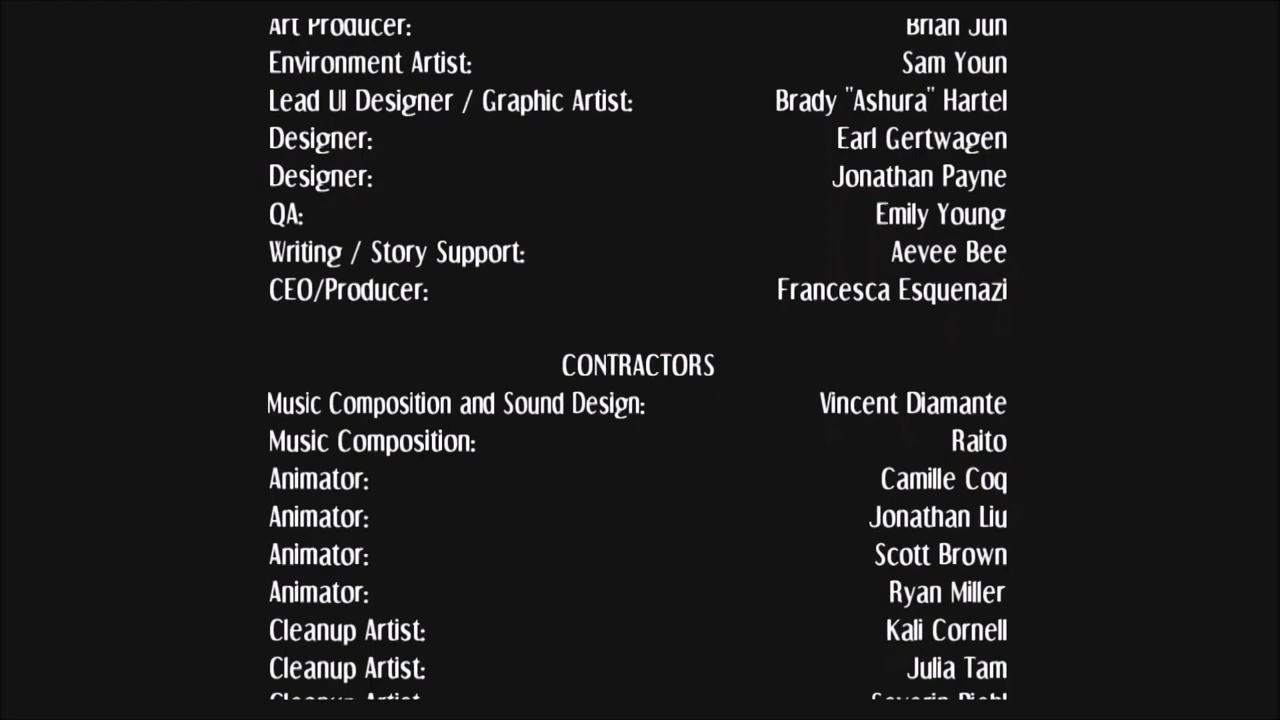 Art Producer: Brian Jun
Environment Artist: Sam Youn
Lead UI Designer / Graphic Artist: Brady "Ashura" Hartel
Designer: Earl Gertwagen
Designer: Jonathan Payne
QA: Emily Young
Writing / Story Support: Aevee Bee
CEO/Producer: Francesca Esquenazi
CONTRACTORS
Music Composition and Sound Design: Vincent Diamante
Music Composition: Raito
Animator: Camille Coq
Animator: Jonathan Liu
Animator: Scott Brown
Animator: Ryan Miller
Cleanup Artist: Kali Cornell
Cleanup Artist: Julia Tam
Cleanup Artist